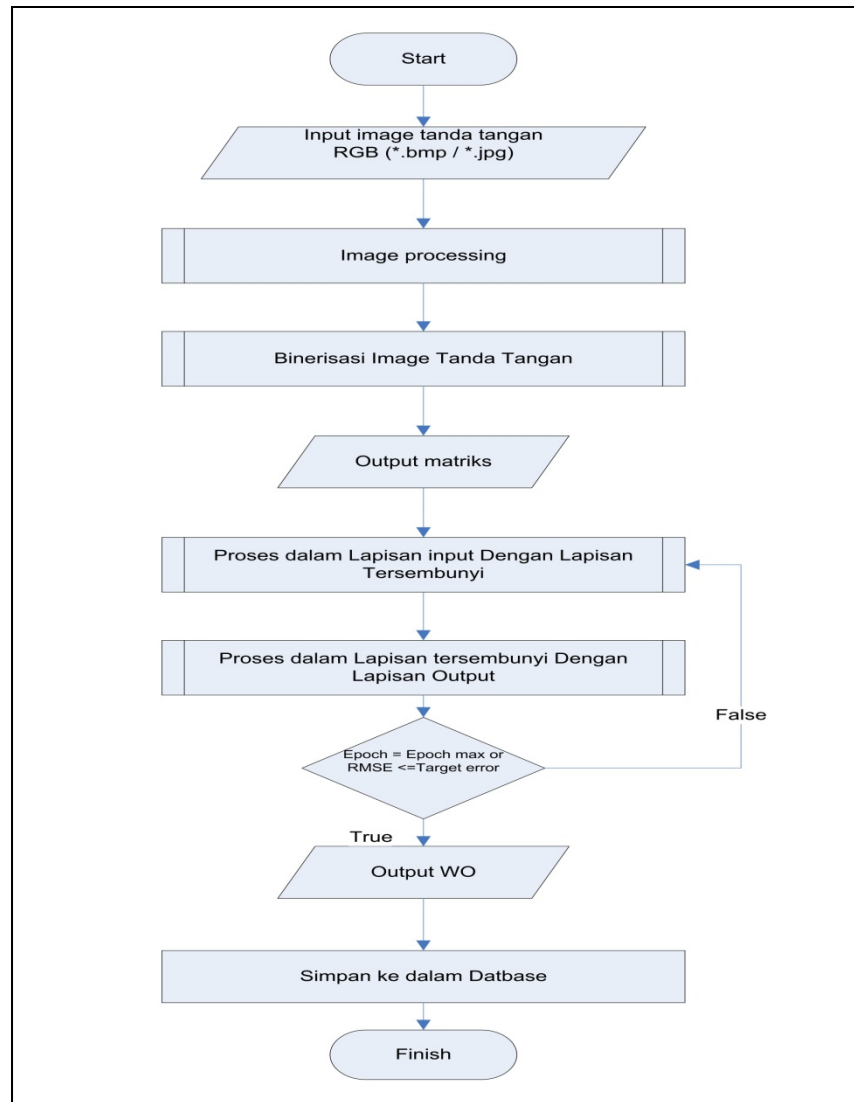 Start
Input image tanda tangan
RGB (*.bmp / *.jpg)
Image processing
Binerisasi Image Tanda Tangan
Output matriks
Proses dalam Lapisan input Dengan Lapisan
Tersembunyi
Proses dalam Lapisan tersembunyi Dengan
Lapisan Output
False
Epoch = Epoch max or
RMSE <=Target error
True
Output WO
Simpan ke dalam Datbase
Finish